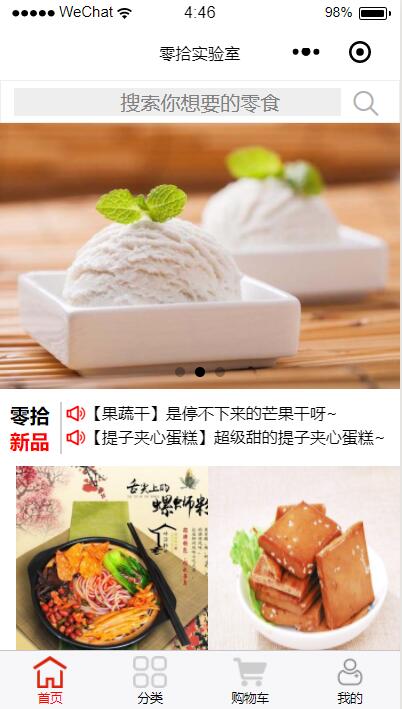 WeChat 4:46 98%
零拾实验室
搜索你想要的零食
零拾
新品
【果蔬干】是停不下来的芒果干呀~
【提子夹心蛋糕】超级甜的提子夹心蛋糕~
舌尖上的
螺蛳粉
首页 分类 购物车 我的